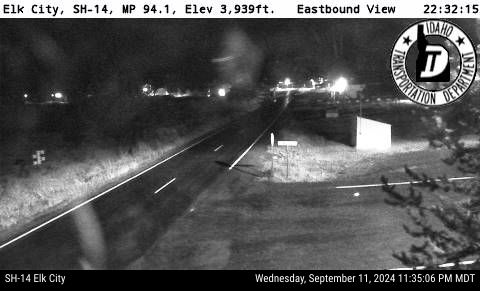 Elk City, SH-14, MP 94.1, Elev 3,939ft. Eastbound View 22:32:15
IDAHO
TRANSPORTATION DEPARTMENT
SH-14 Elk City Wednesday, September 11, 2024 11:35:06 PM MDT